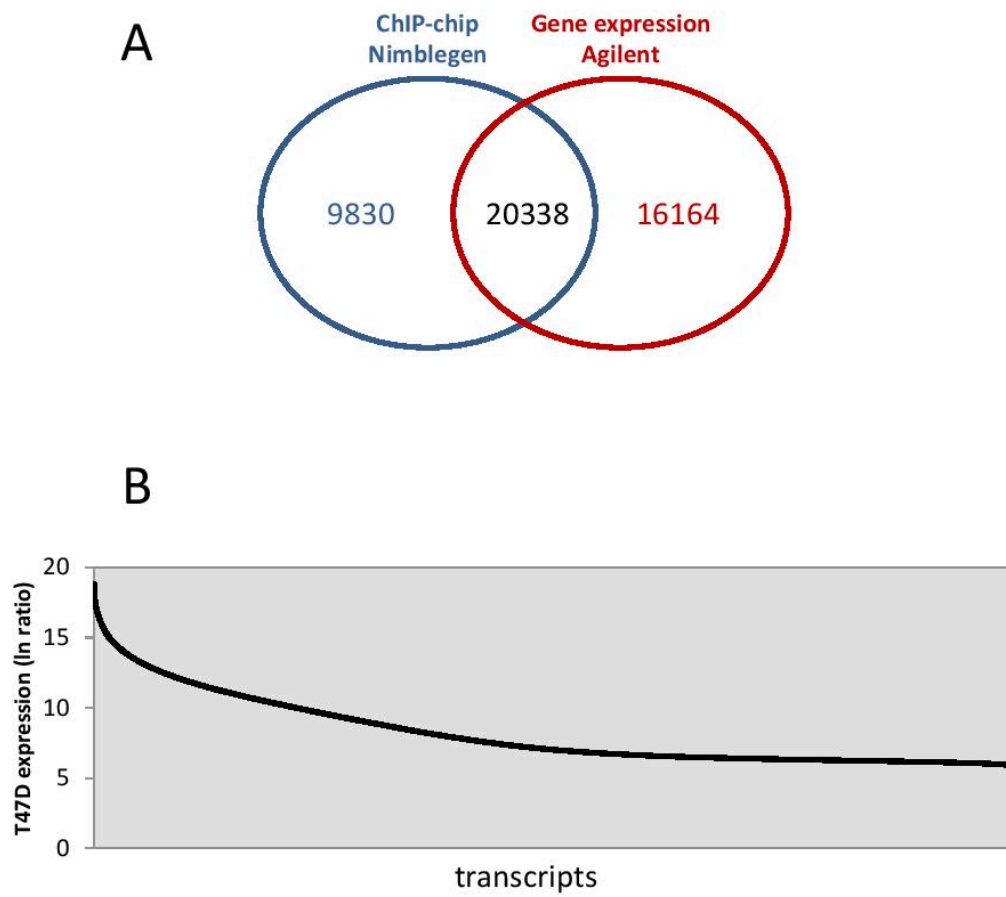 A
ChIP-chip
Nimblegen
Gene expression
Agilent
9830
20338
16164
B
T47D expression (ln ratio)
20
15
10
5
0
transcripts